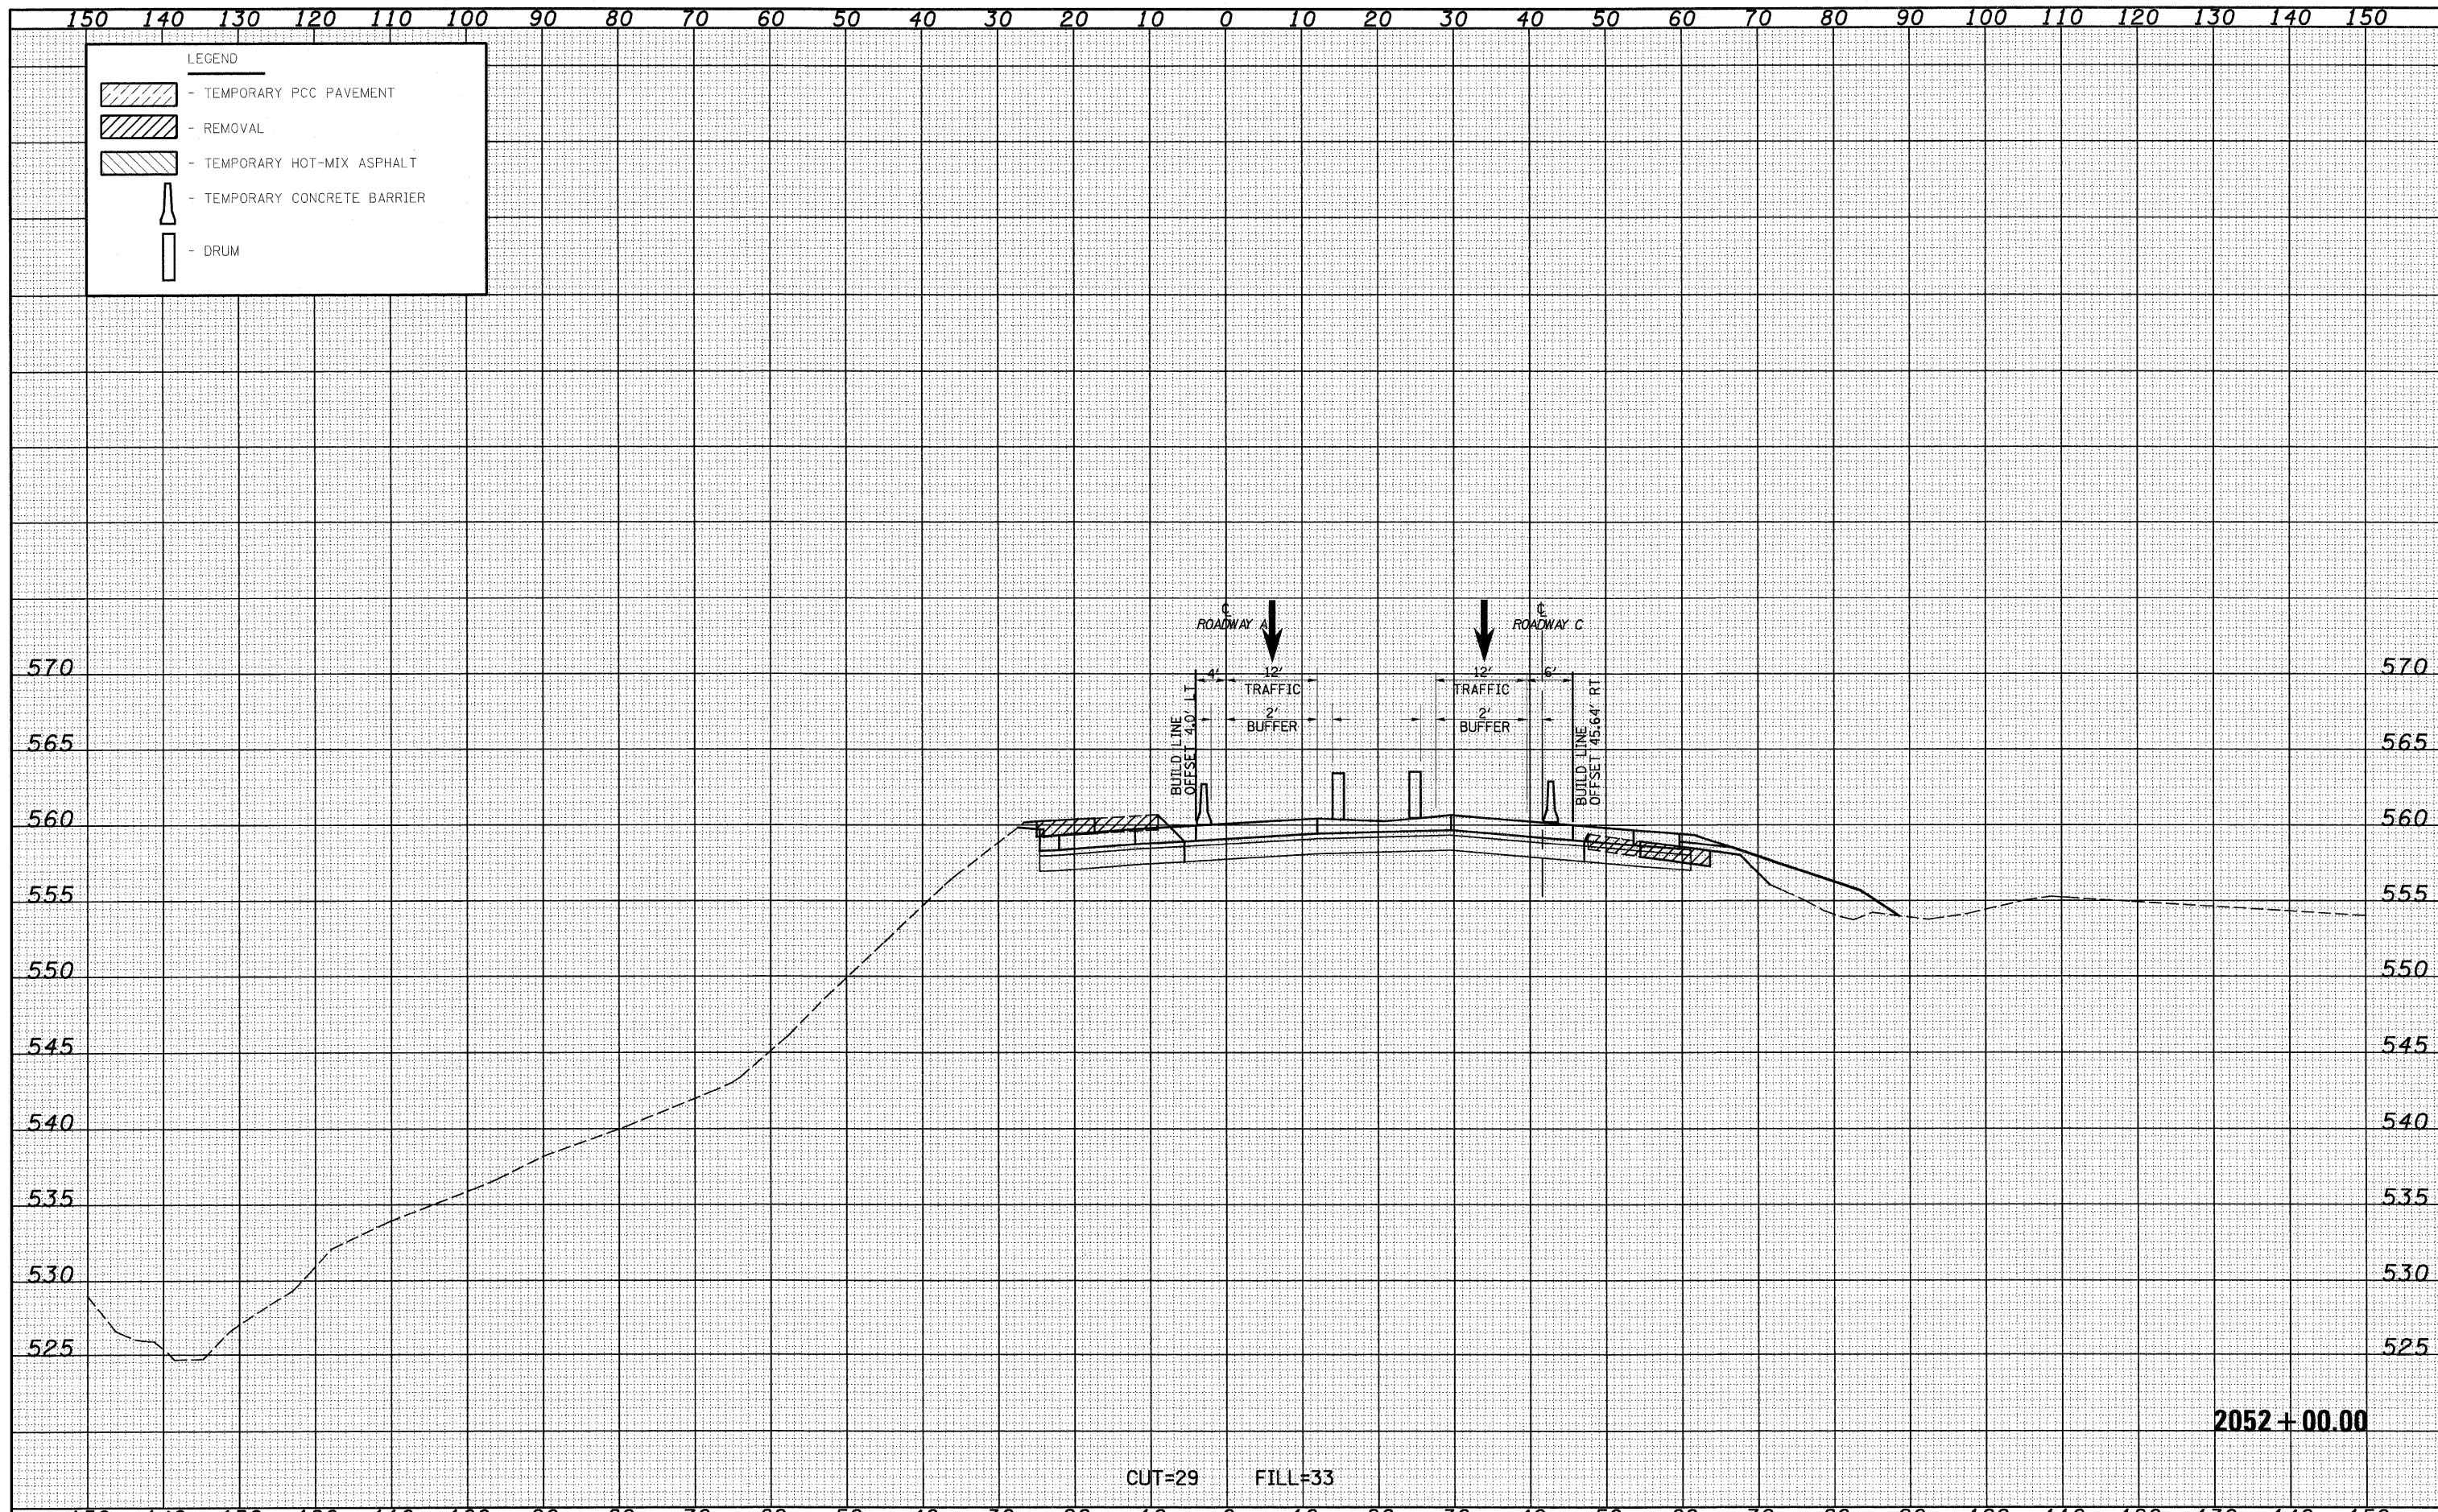 150 140 130 120 110 100 90 80 70 60 50 40 30 20 10 0 10 20 30 40 50 60 70 80 90 100 110 120 130 140 150
LEGEND
- TEMPORARY PCC PAVEMENT
- REMOVAL
- TEMPORARY HOT-MIX ASPHALT
- TEMPORARY CONCRETE BARRIER
- DRUM
℄ ℄
ROADWAY A ROADWAY C
570 4' 12' 12' 6' 570
TRAFFIC TRAFFIC
2' 2'
BUFFER BUFFER
BUILD LINE
OFFSET 4.0' LT
BUILD LINE
OFFSET 45.64' RT
565 565
560 560
555 555
550 550
545 545
540 540
535 535
530 530
525 525
2052+00.00
CUT=29 FILL=33